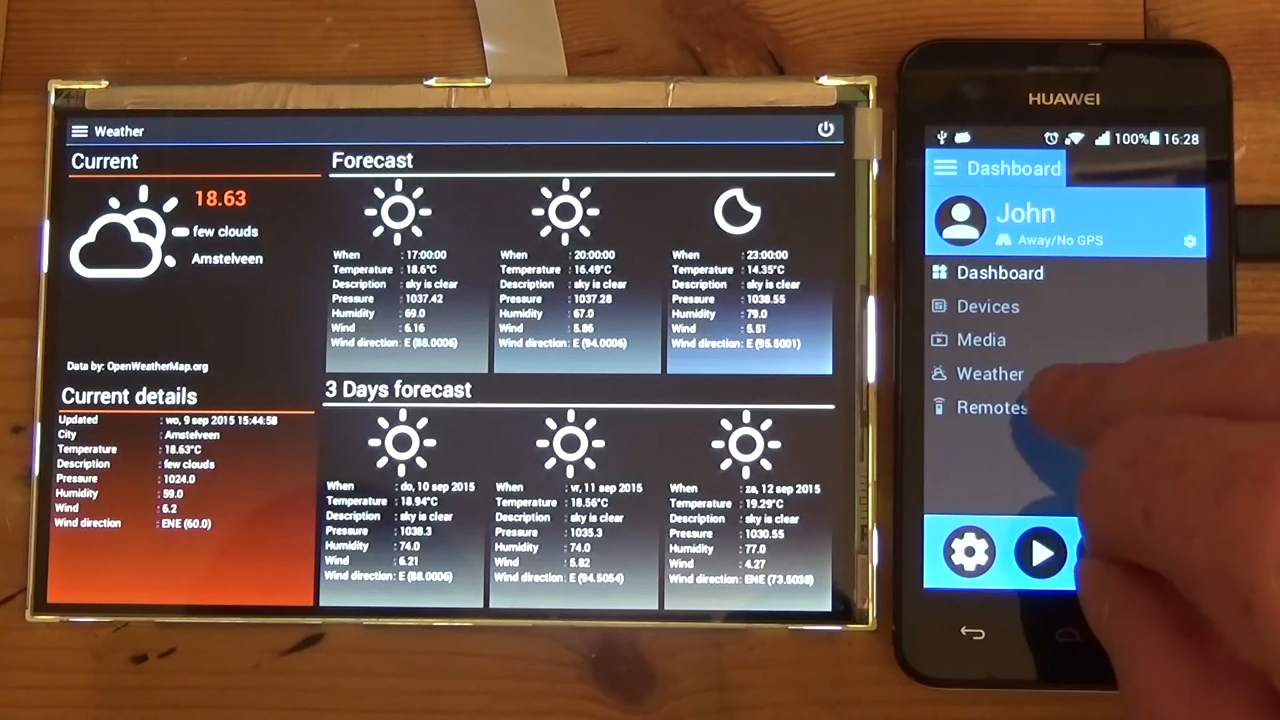 Weather
Current
18.63
few clouds
Amstelveen
Data by: OpenWeatherMap.org
Current details
Updated : wo, 9 sep 2015 15:44:58
City : Amstelveen
Temperature : 18.63°C
Description : few clouds
Pressure : 1024.0
Humidity : 59.0
Wind : 6.2
Wind direction : ENE (60.0)
Forecast
When : 17:00:00
Temperature : 18.6°C
Description : sky is clear
Pressure : 1037.42
Humidity : 69.0
Wind : 6.16
Wind direction: E (88.0006)
When : 20:00:00
Temperature : 16.49°C
Description : sky is clear
Pressure : 1037.28
Humidity : 67.0
Wind : 5.86
Wind direction: E (94.0006)
When : 23:00:00
Temperature : 14.35°C
Description : sky is clear
Pressure : 1038.55
Humidity : 79.0
Wind : 5.51
Wind direction: E (95.5001)
3 Days forecast
When : do, 10 sep 2015
Temperature : 18.94°C
Description : sky is clear
Pressure : 1038.3
Humidity : 74.0
Wind : 6.21
Wind direction: E (88.0006)
When : vr, 11 sep 2015
Temperature : 18.56°C
Description : sky is clear
Pressure : 1035.3
Humidity : 74.0
Wind : 5.82
Wind direction: E (94.5054)
When : za, 12 sep 2015
Temperature : 19.29°C
Description : sky is clear
Pressure : 1030.55
Humidity : 77.0
Wind : 4.27
Wind direction: ENE (73.5038)
HUAWEI
100% 16:28
Dashboard
John
Away/No GPS
Dashboard
Devices
Media
Weather
Remotes